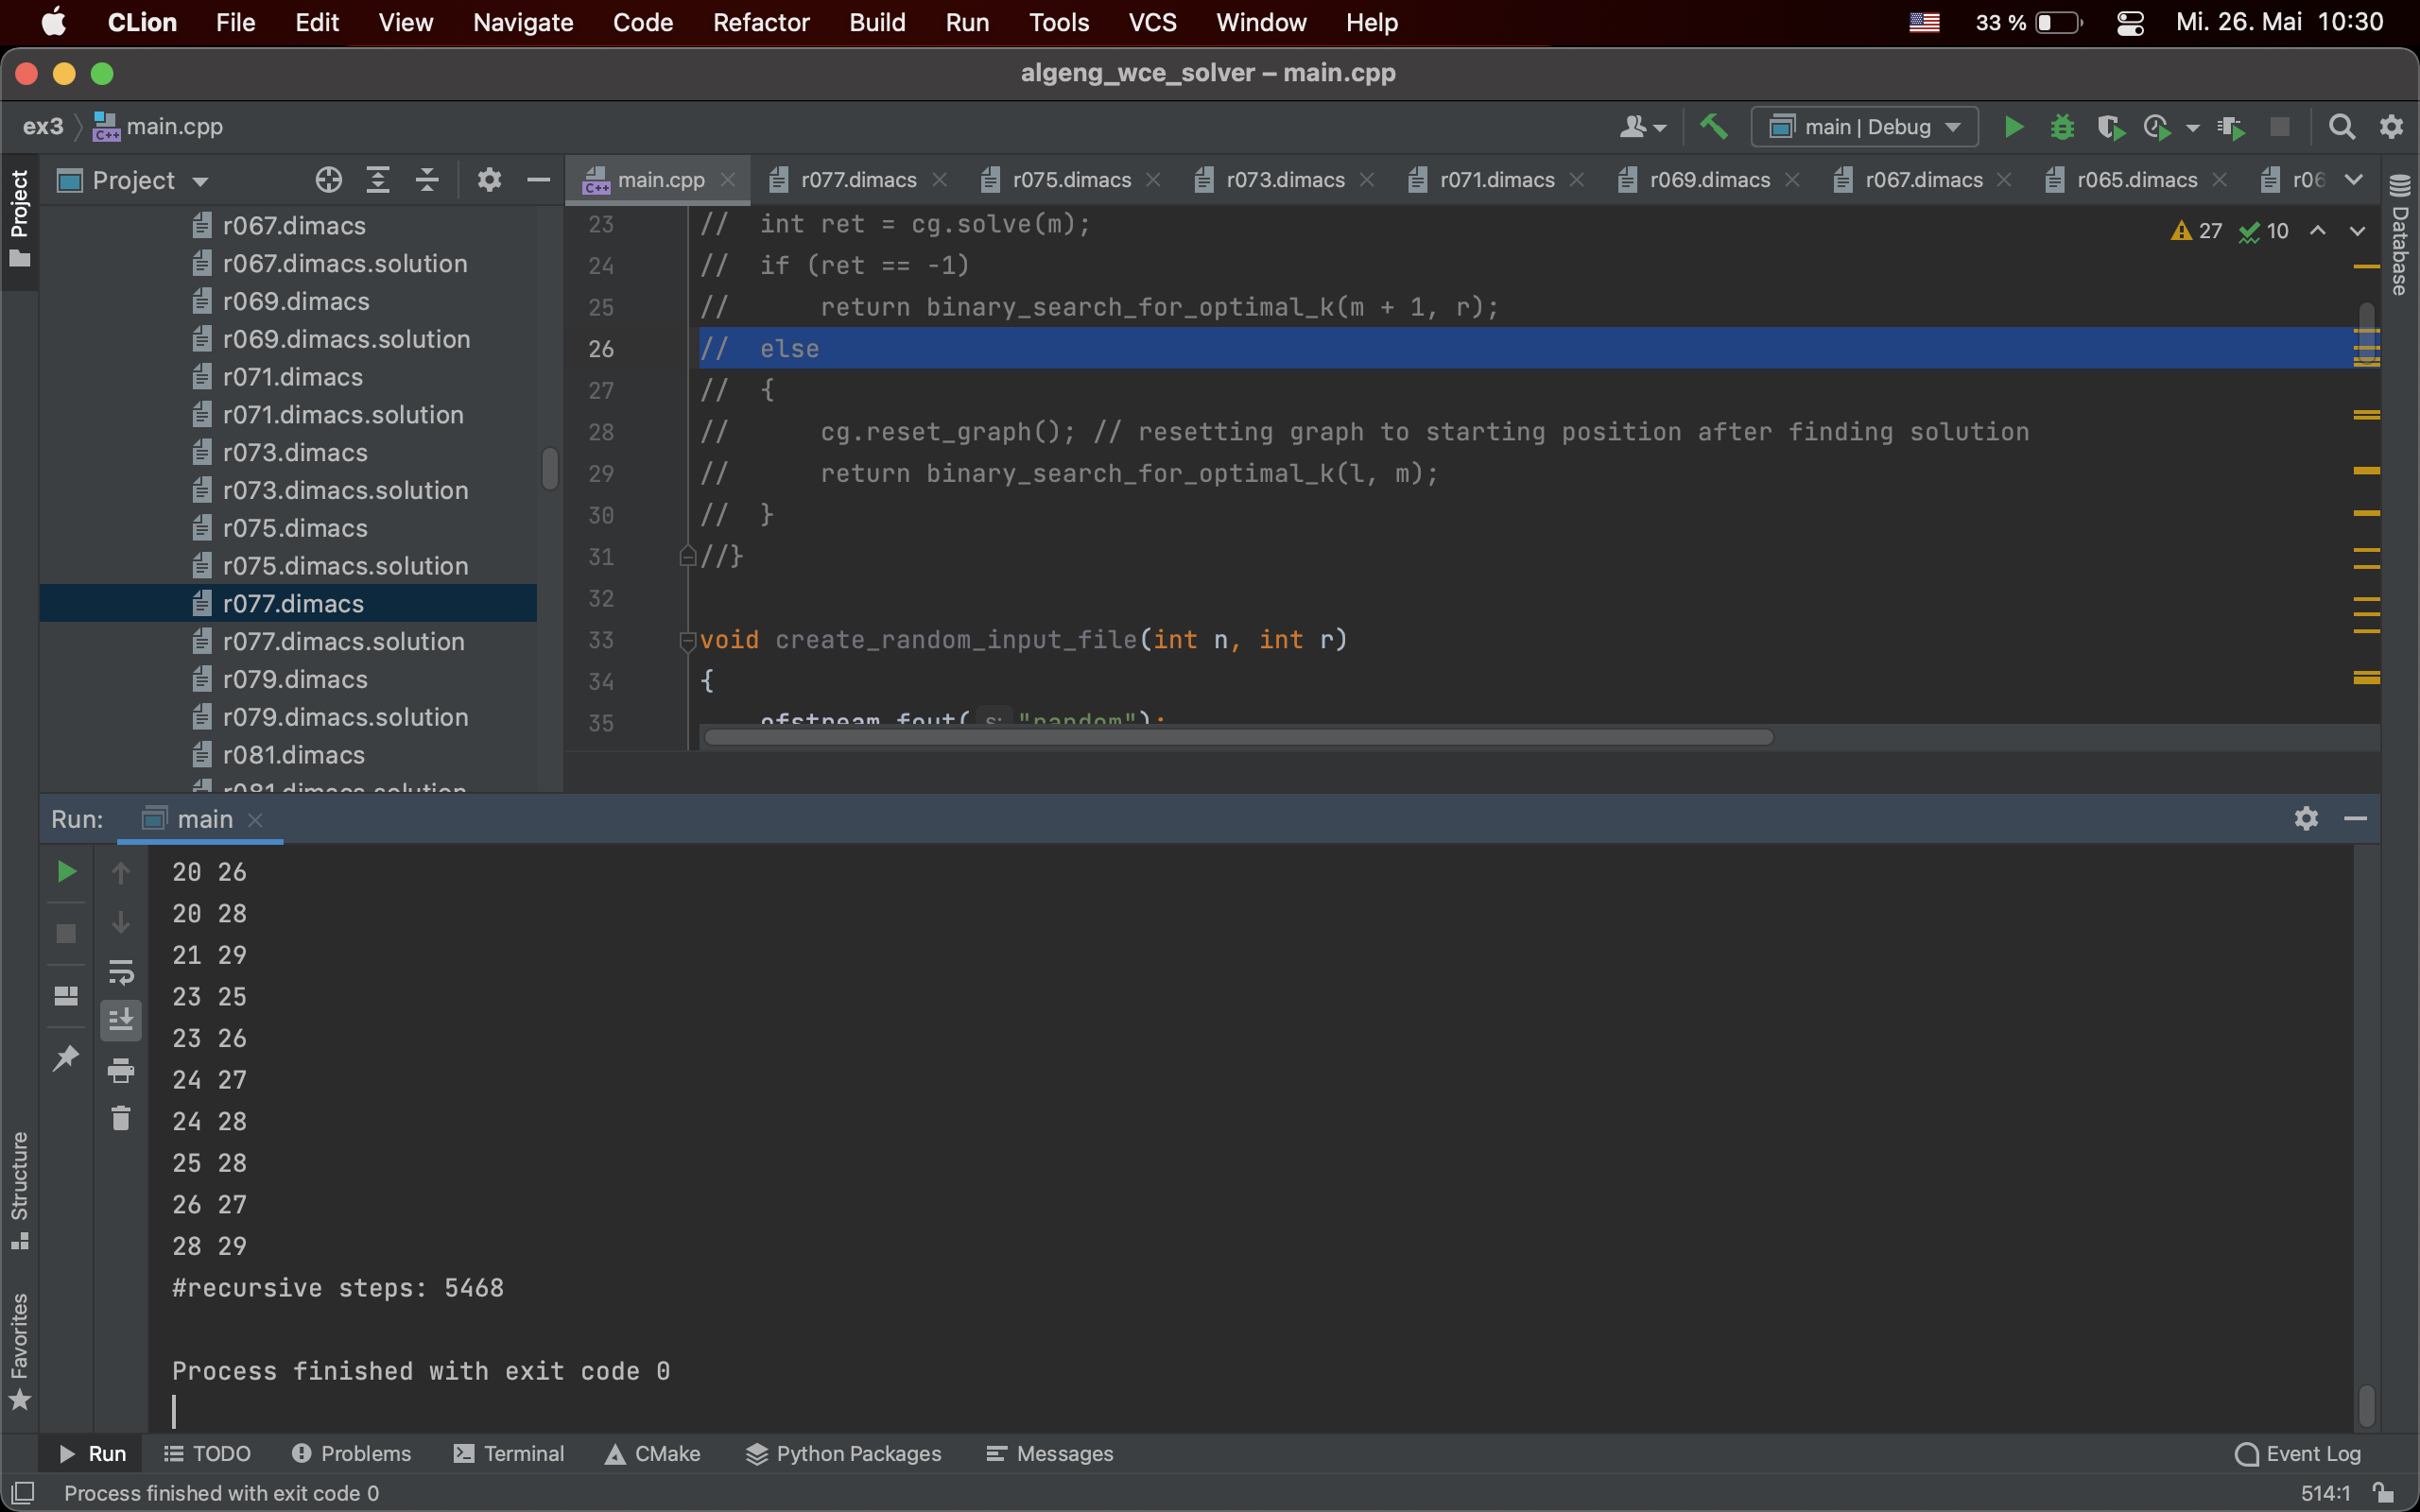 CLion File Edit View Navigate Code Refactor Build Run Tools VCS Window Help 33 % Mi. 26. Mai 10:30
algeng_wce_solver – main.cpp
ex3 main.cpp main | Debug
Project
Project
main.cpp r077.dimacs r075.dimacs r073.dimacs r071.dimacs r069.dimacs r067.dimacs r065.dimacs r06
Database
27 10
r067.dimacs
r067.dimacs.solution
r069.dimacs
r069.dimacs.solution
r071.dimacs
r071.dimacs.solution
r073.dimacs
r073.dimacs.solution
r075.dimacs
r075.dimacs.solution
r077.dimacs
r077.dimacs.solution
r079.dimacs
r079.dimacs.solution
r081.dimacs
r081.dimacs.solution
23 // int ret = cg.solve(m);
24 // if (ret == -1)
25 // return binary_search_for_optimal_k(m + 1, r);
26 // else
27 // {
28 // cg.reset_graph(); // resetting graph to starting position after finding solution
29 // return binary_search_for_optimal_k(l, m);
30 // }
31 //}
32
33 void create_random_input_file(int n, int r)
34 {
35 ofstream fout( s: "random");
Run: main
20 26
20 28
21 29
23 25
23 26
24 27
24 28
25 28
26 27
28 29
#recursive steps: 5468
Process finished with exit code 0
Structure
Favorites
Run TODO Problems Terminal CMake Python Packages Messages Event Log
Process finished with exit code 0 514:1